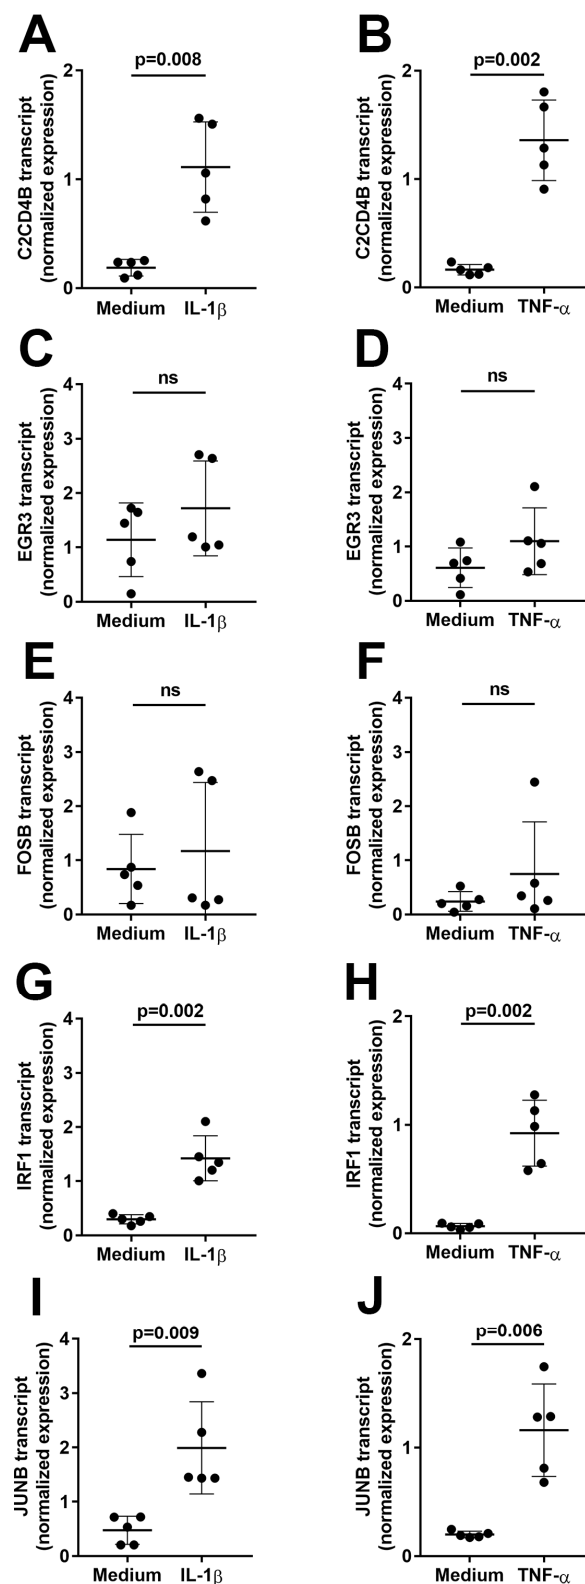 A
p=0.008
C2CD4B transcript
(normalized expression)
2
1
0
Medium IL-1β
B
p=0.002
C2CD4B transcript
(normalized expression)
2
1
0
Medium TNF-α
C
ns
EGR3 transcript
(normalized expression)
4
3
2
1
0
Medium IL-1β
D
ns
EGR3 transcript
(normalized expression)
4
3
2
1
0
Medium TNF-α
E
ns
FOSB transcript
(normalized expression)
4
3
2
1
0
Medium IL-1β
F
ns
FOSB transcript
(normalized expression)
4
3
2
1
0
Medium TNF-α
G
p=0.002
IRF1 transcript
(normalized expression)
4
3
2
1
0
Medium IL-1β
H
p=0.002
IRF1 transcript
(normalized expression)
2
1
0
Medium TNF-α
I
p=0.009
JUNB transcript
(normalized expression)
4
3
2
1
0
Medium IL-1β
J
p=0.006
JUNB transcript
(normalized expression)
2
1
0
Medium TNF-α